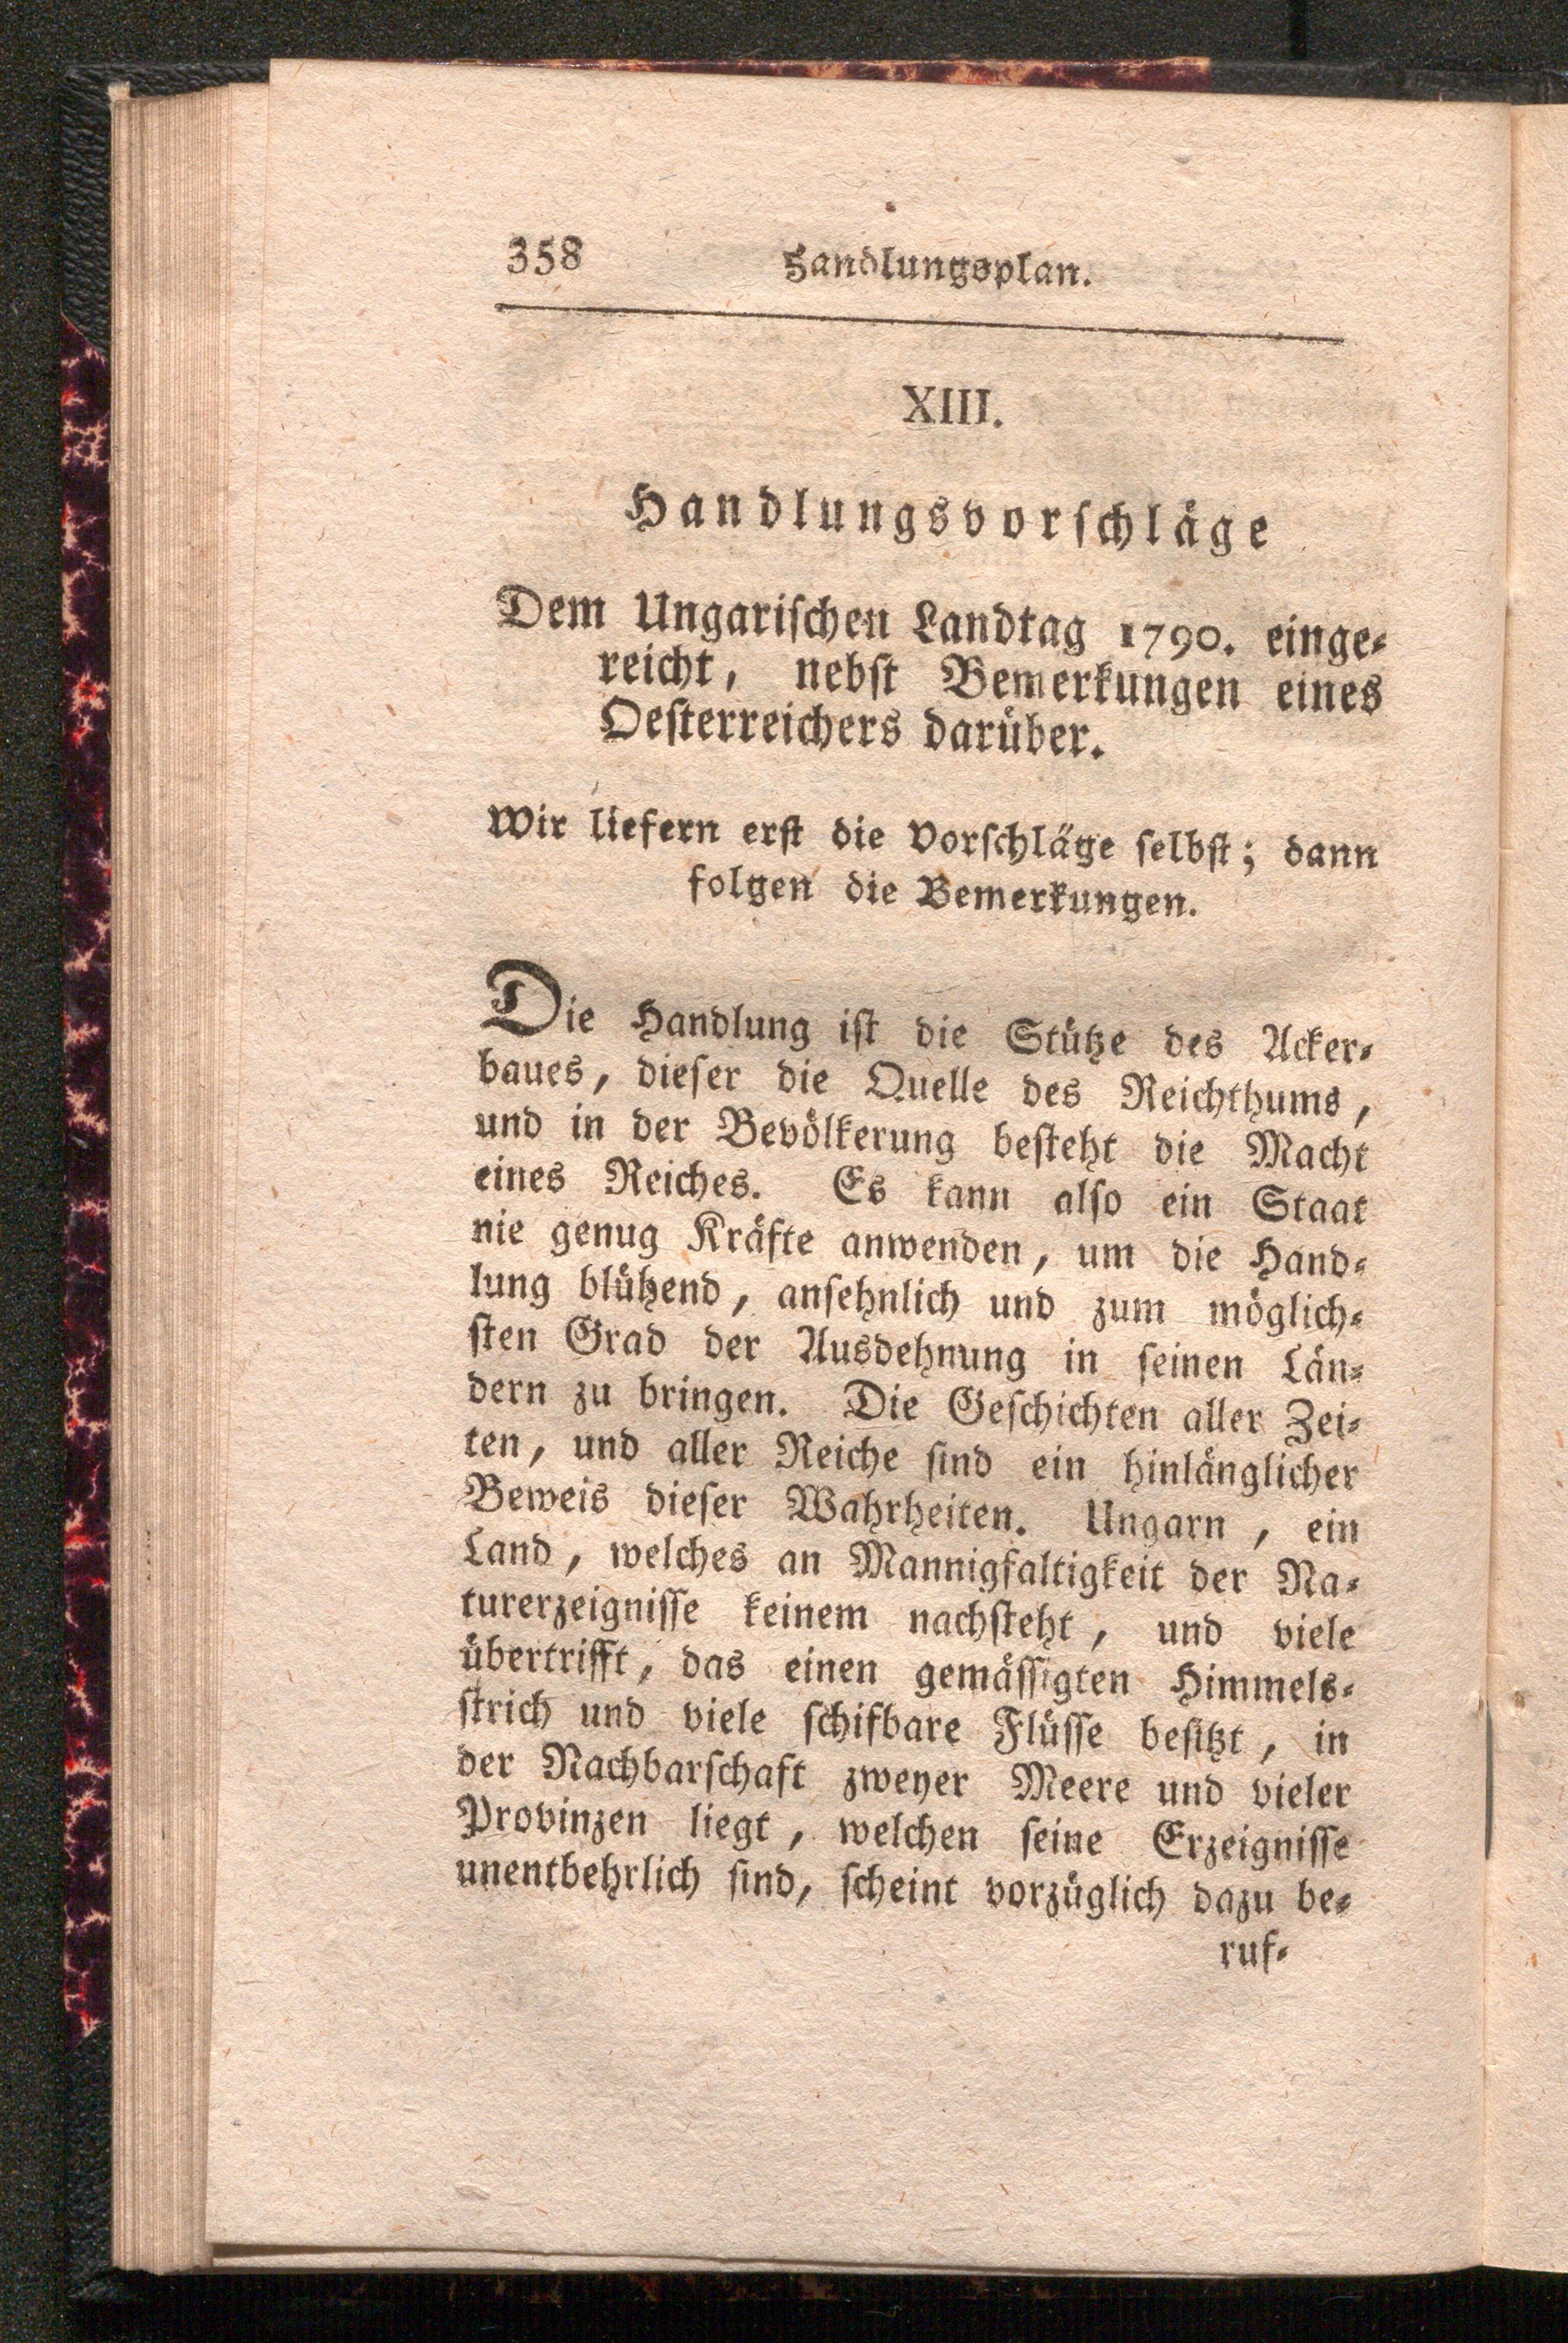 358 Handlungsplan.
XIII.
Handlungsvorschläge
Dem Ungarischen Landtag 1790. einge-
reicht, nebst Bemerkungen eines
Oesterreichers darüber.
Wir liefern erst die Vorschläge selbst; dann
folgen die Bemerkungen.
Die Handlung ist die Stütze des Acker-
baues, dieser die Quelle des Reichthums,
und in der Bevölkerung besteht die Macht
eines Reiches. Es kann also ein Staat
nie genug Kräfte anwenden, um die Hand-
lung blühend, ansehnlich und zum möglich-
sten Grad der Ausdehnung in seinen Län-
dern zu bringen. Die Geschichten aller Zei-
ten, und aller Reiche sind ein hinlänglicher
Beweis dieser Wahrheiten. Ungarn, ein
Land, welches an Mannigfaltigkeit der Na-
turerzeignisse keinem nachsteht, und viele
übertrifft, das einen gemässigten Himmels-
strich und viele schifbare Flüsse besitzt, in
der Nachbarschaft zweyer Meere und vieler
Provinzen liegt, welchen seine Erzeignisse
unentbehrlich sind, scheint vorzüglich dazu be-
ruf-